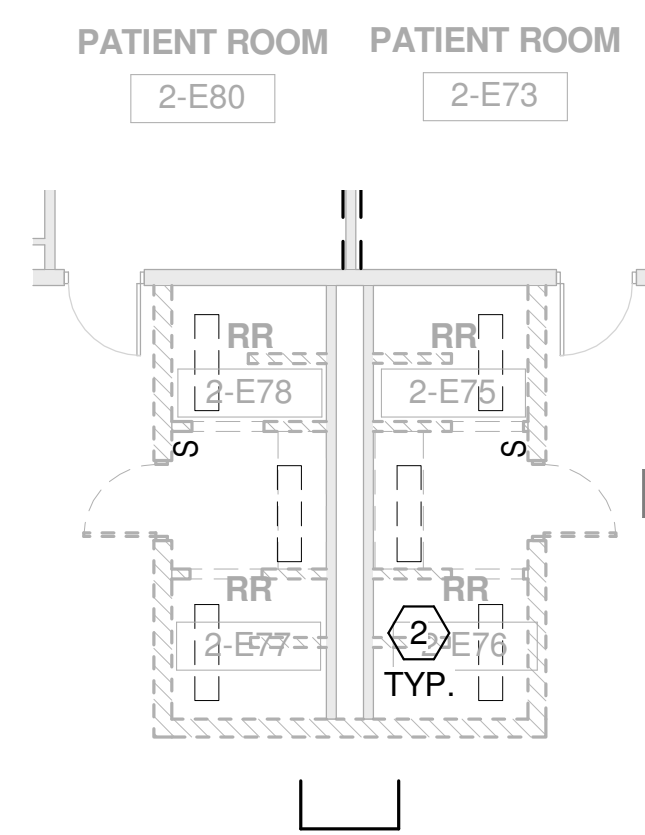 PATIENT ROOM
2-E80
PATIENT ROOM
2-E73
RR
2-E78
RR
2-E75
S
S
RR
2-E77
RR
2-E76
2
TYP.